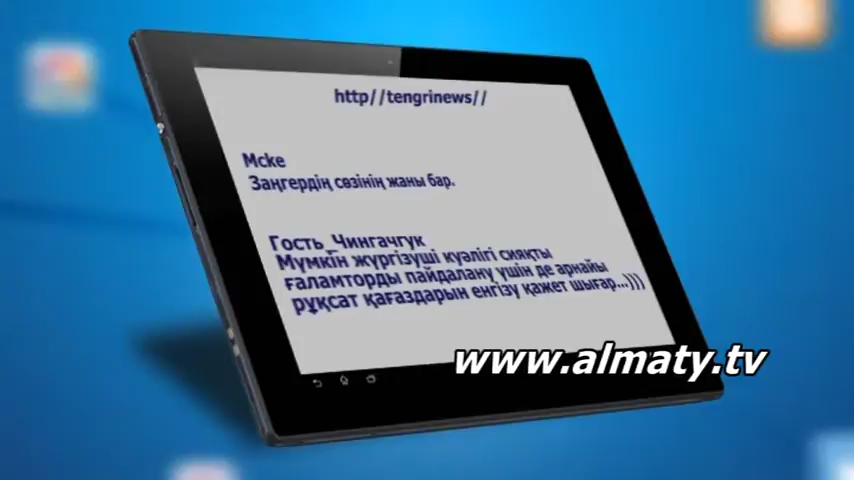 http//tengrinews//
Mcke
Заңгердің сөзінің жаны бар.
Гость_Чингачгук
Мүмкін жүргізуші куәлігі сияқты
ғаламторды пайдалану үшін де арнайы
рұқсат қағаздарын енгізу қажет шығар...)))
www.almaty.tv